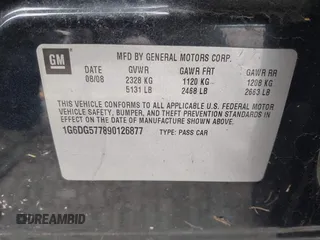 GM
MFD BY GENERAL MOTORS CORP.
DATE GVWR GAWR FRT GAWR RR
08/08 2328 KG 1120 KG 1208 KG
5131 LB 2468 LB 2663 LB
THIS VEHICLE CONFORMS TO ALL APPLICABLE U.S. FEDERAL MOTOR
VEHICLE SAFETY, BUMPER, AND THEFT PREVENTION STANDARDS IN
EFFECT ON THE DATE OF MANUFACTURE SHOWN ABOVE.
1G6DG577890126877 TYPE: PASS CAR
DREAMBID